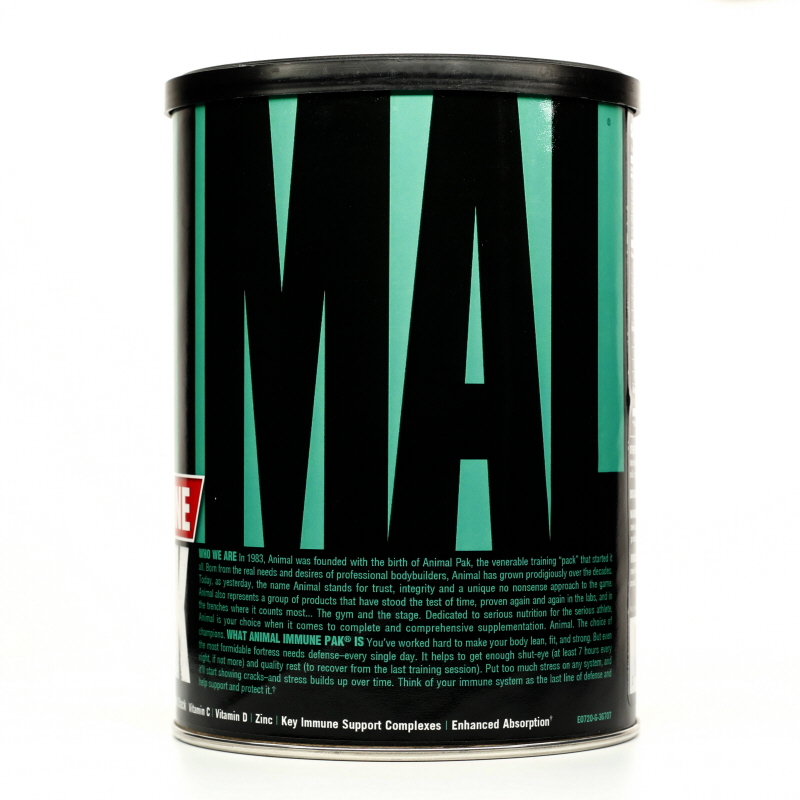 MAL
®
NE
K
WHO WE ARE In 1983, Animal was founded with the birth of Animal Pak, the venerable training "pack" that started it
all. Born from the real needs and desires of professional bodybuilders, Animal has grown prodigiously over the decades.
Today, as yesterday, the name Animal stands for trust, integrity and a unique no nonsense approach to the game.
Animal also represents a group of products that have stood the test of time, proven again and again in the labs, and in
the trenches where it counts most... The gym and the stage. Dedicated to serious nutrition for the serious athlete,
Animal is your choice when it comes to complete and comprehensive supplementation. Animal. The choice of
champions. WHAT ANIMAL IMMUNE PAK® IS You've worked hard to make your body lean, fit, and strong. But even
the most formidable fortress needs defense–every single day. It helps to get enough shut-eye (at least 7 hours every
night, if not more) and quality rest (to recover from the last training session). Put too much stress on any system, and
it'll start showing cracks–and stress builds up over time. Think of your immune system as the last line of defense and
help support and protect it.†
Vitamin C | Vitamin D | Zinc | Key Immune Support Complexes | Enhanced Absorption†
E0720-G-36707